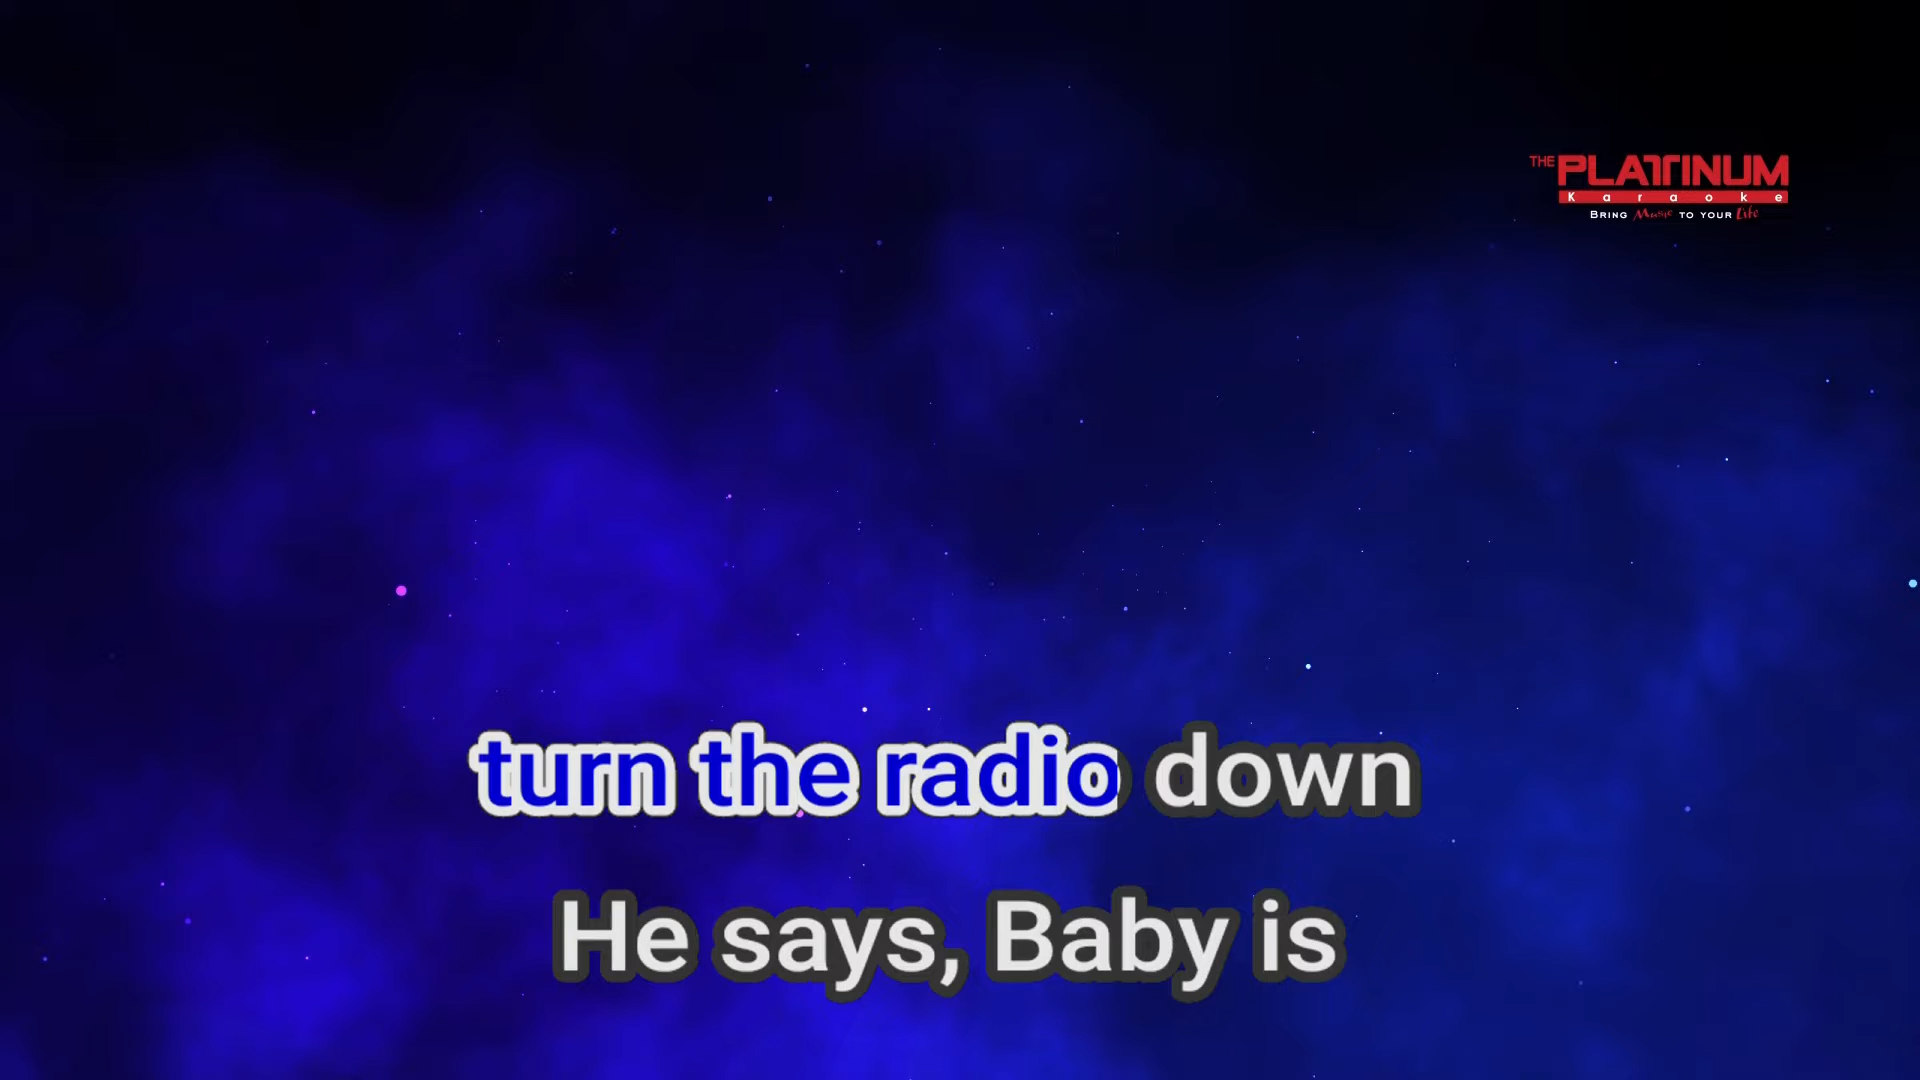 THE PLATINUM
Karaoke
BRING Music TO YOUR Life
turn the radio down
He says, Baby is